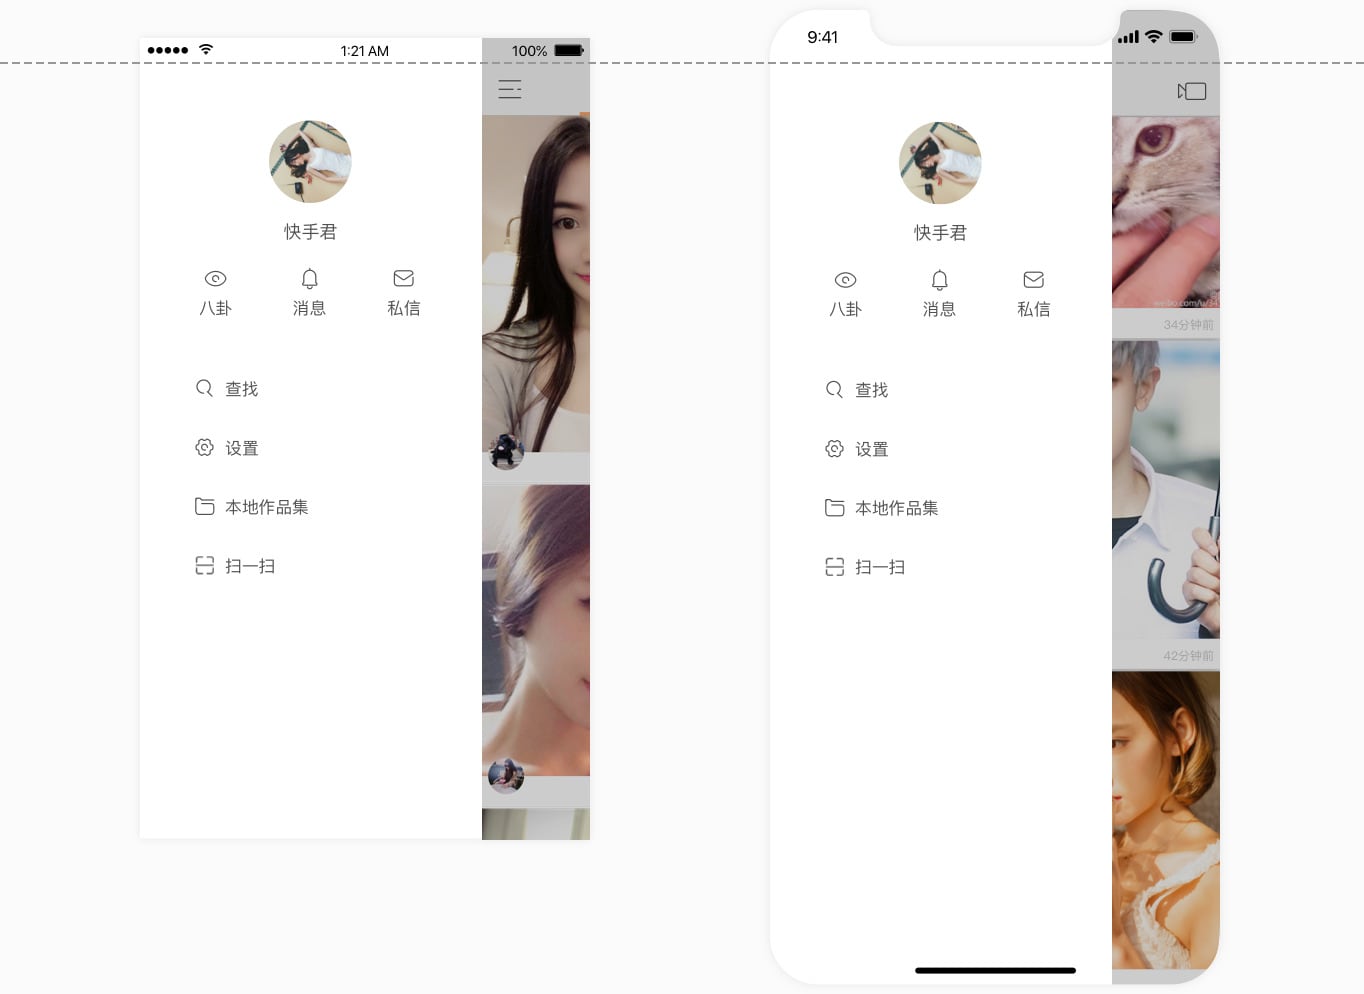 1:21 AM
100%
快手君
八卦
消息
私信
查找
设置
本地作品集
扫一扫
9:41
快手君
八卦
消息
私信
查找
设置
本地作品集
扫一扫
34分钟前
42分钟前